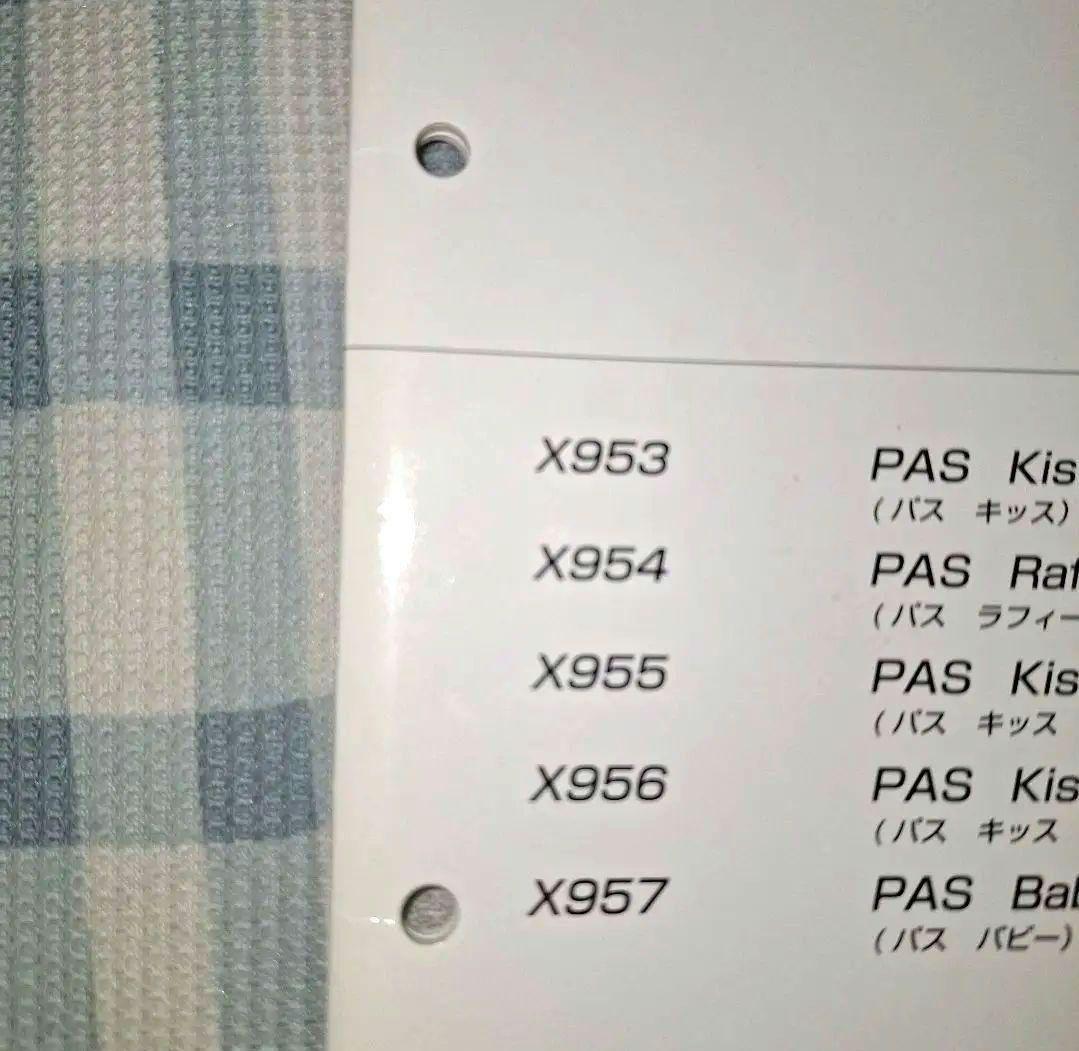 X953 PAS Kis
(パス キッス)
X954 PAS Raf
(パス ラフィー
X955 PAS Kis
(パス キッス
X956 PAS Kis
(パス キッス
X957 PAS Bab
(パス バビー)